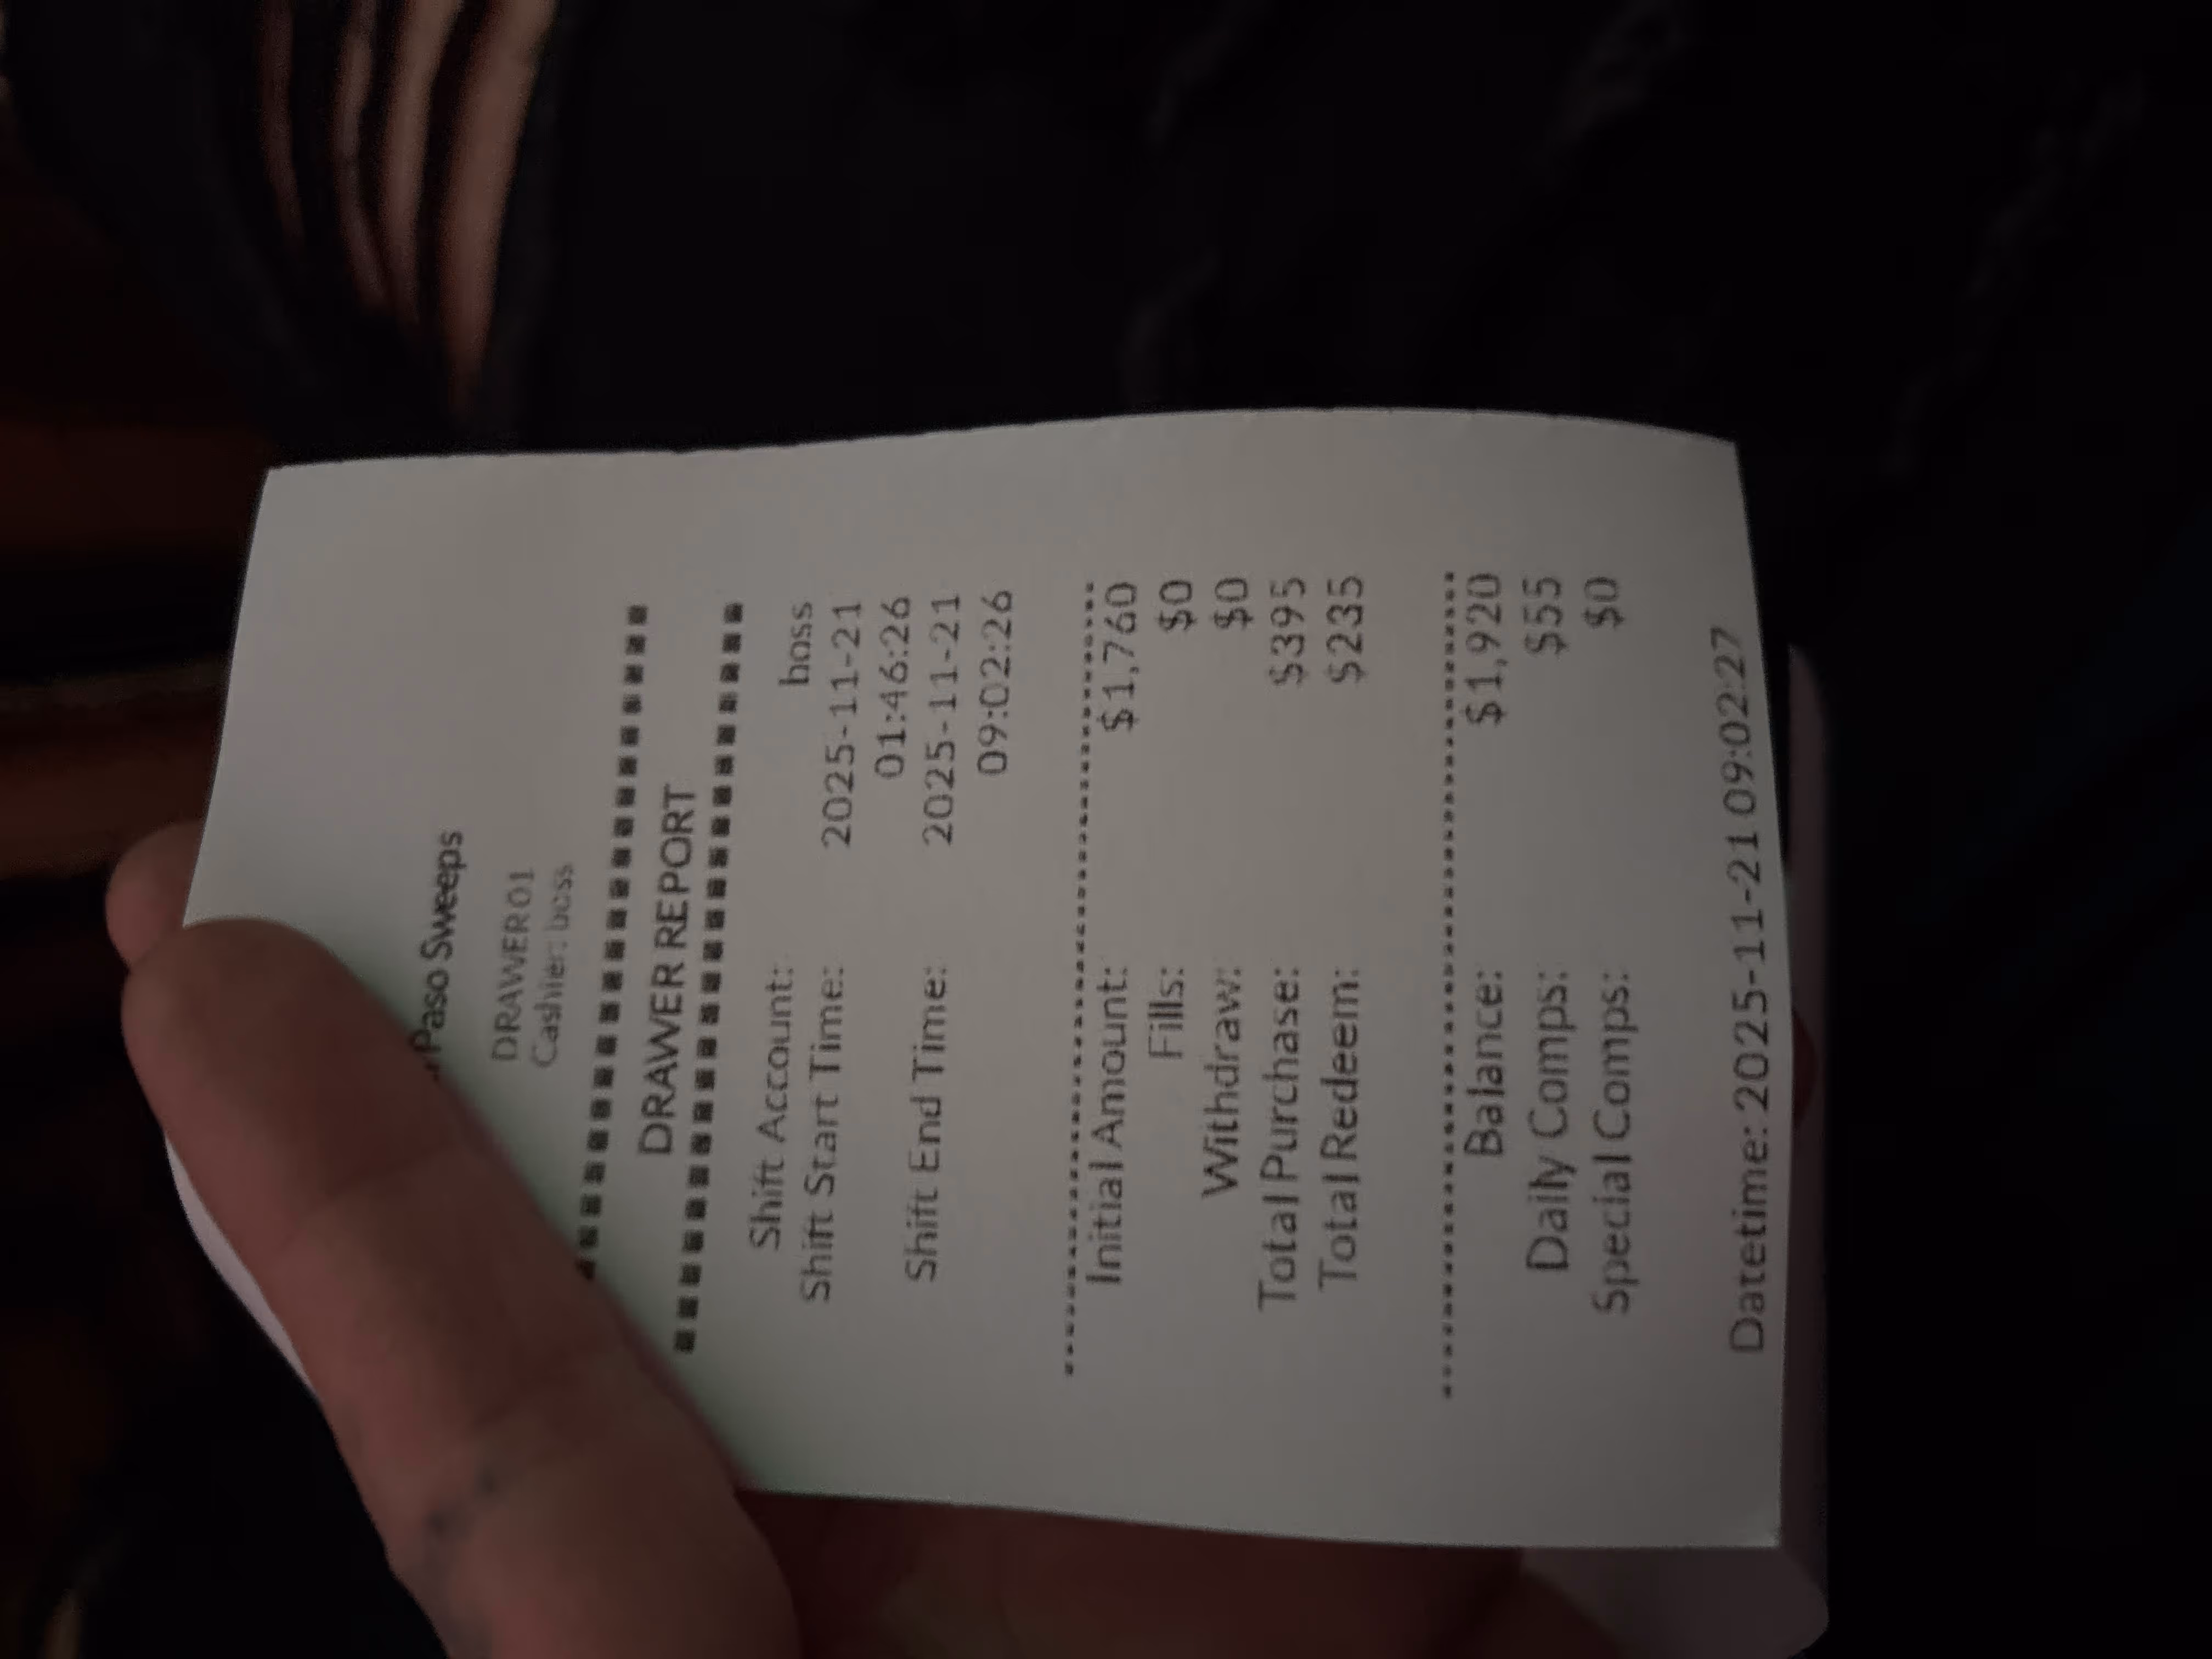 Paso Sweeps
DRAWER01
Cashier: boss
DRAWER REPORT
Shift Account: boss
Shift Start Time: 2025-11-21
01:46:26
Shift End Time: 2025-11-21
09:02:26
Initial Amount: $1,760
Fills: $0
Withdraw: $0
Total Purchase: $395
Total Redeem: $235
Balance: $1,920
Daily Comps: $55
Special Comps: $0
Datetime: 2025-11-21 09:02:27